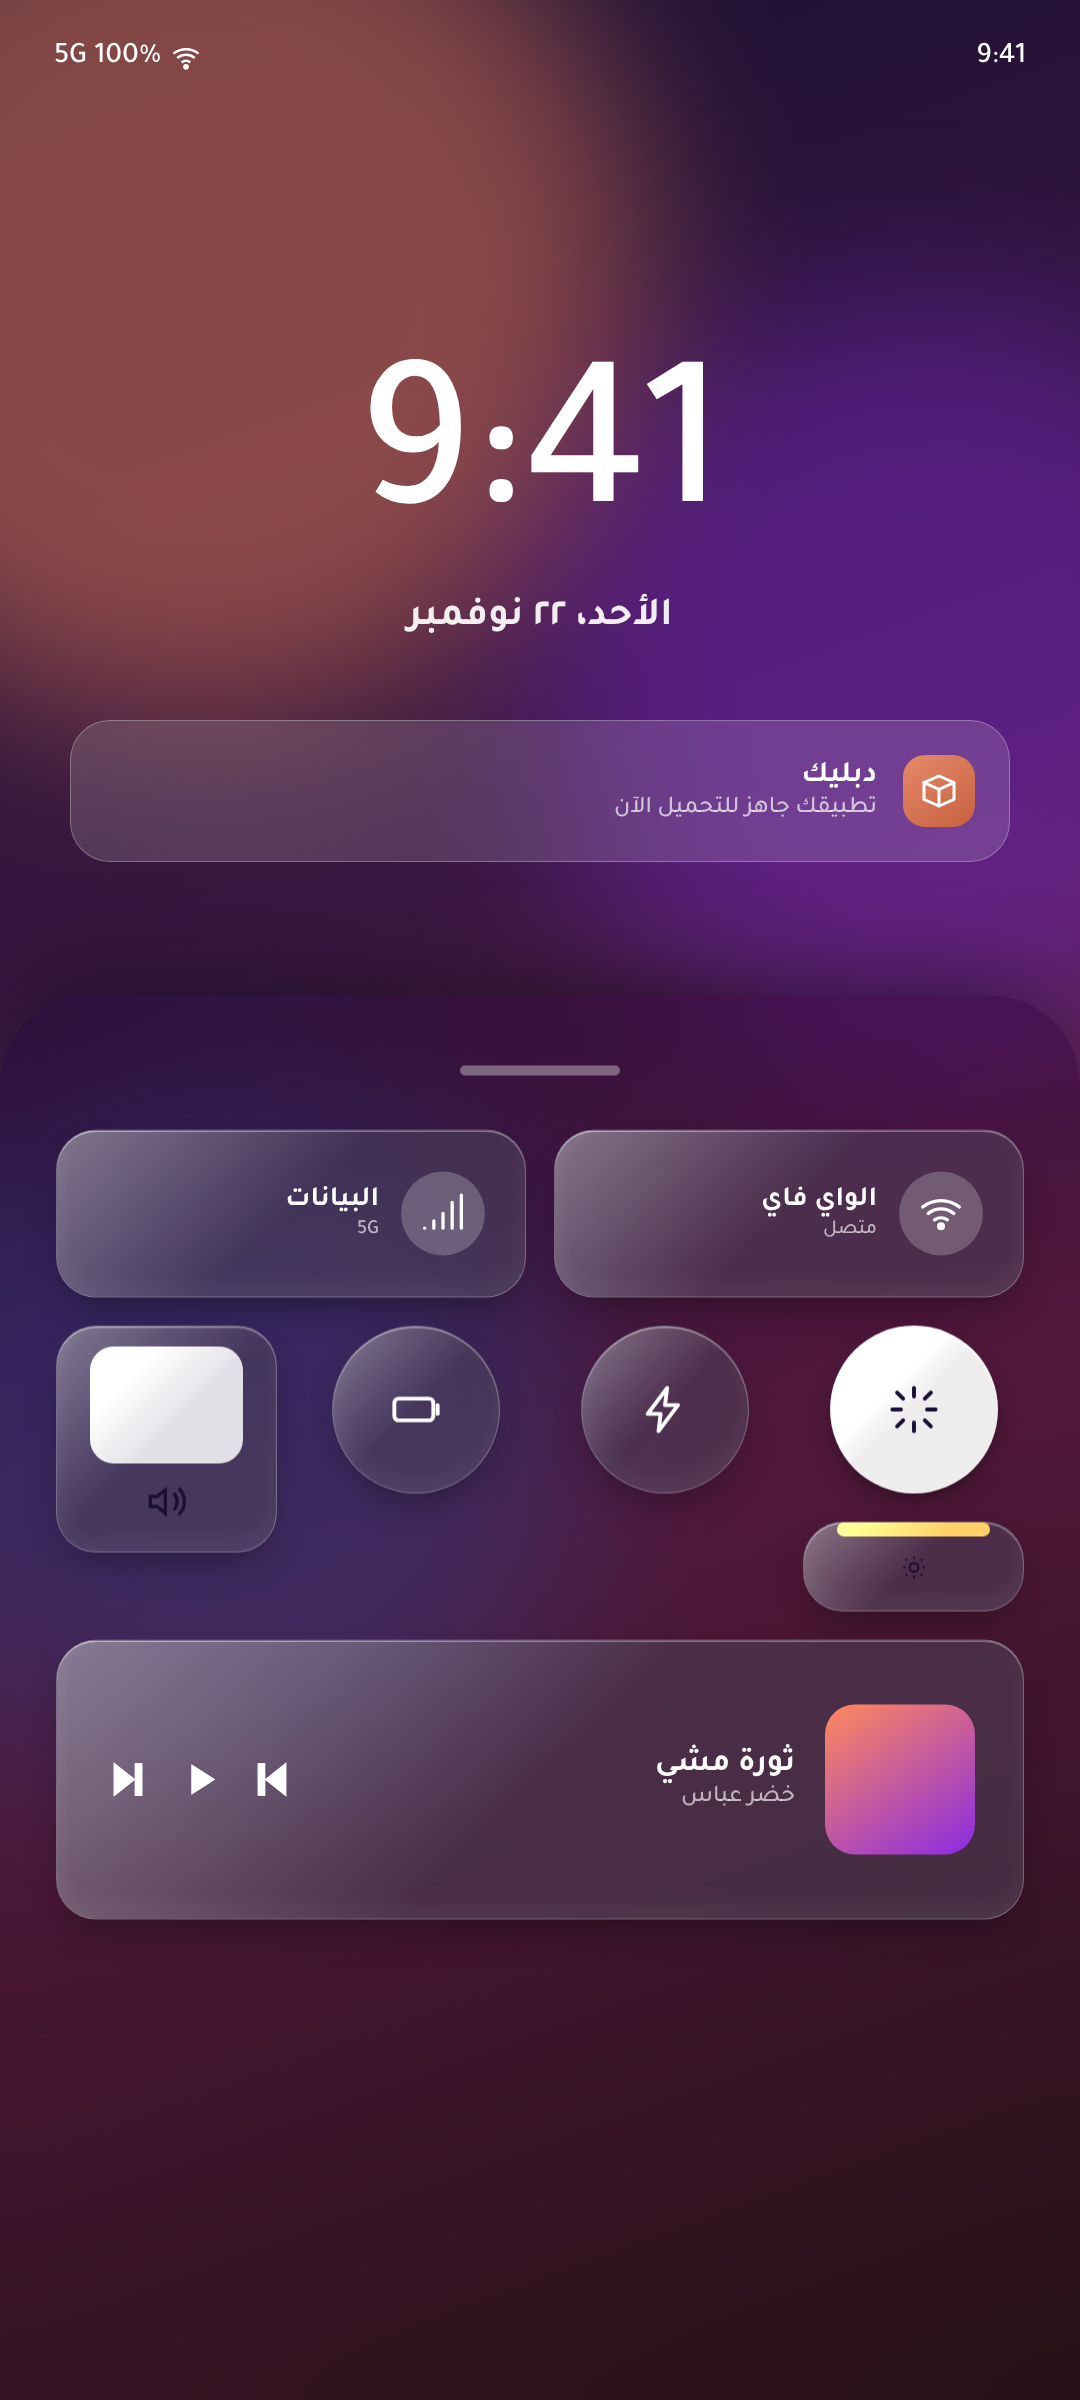 9:41
5G 100%
9:41
الأحد، ٢٢ نوفمبر
دبليك
تطبيقك جاهز للتحميل الآن
الواي فاي
متصل
البيانات
5G
ثورة مشي
خضر عباس